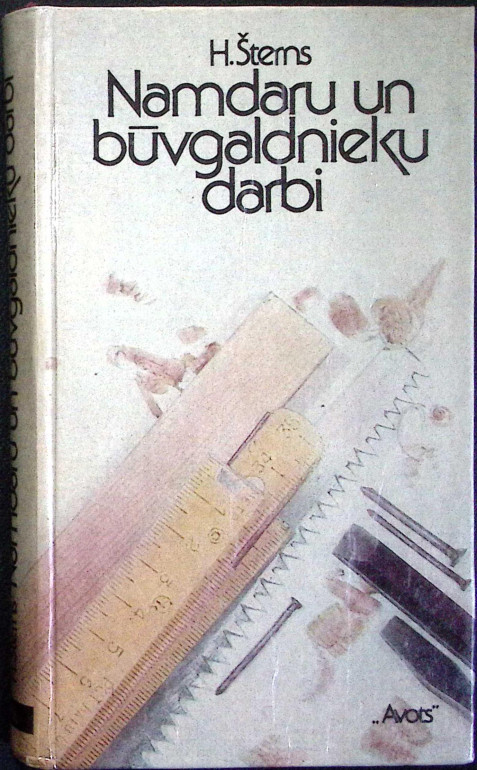 H.Šterns
Namdaru un
būvgaldnieku
darbi
„Avots"